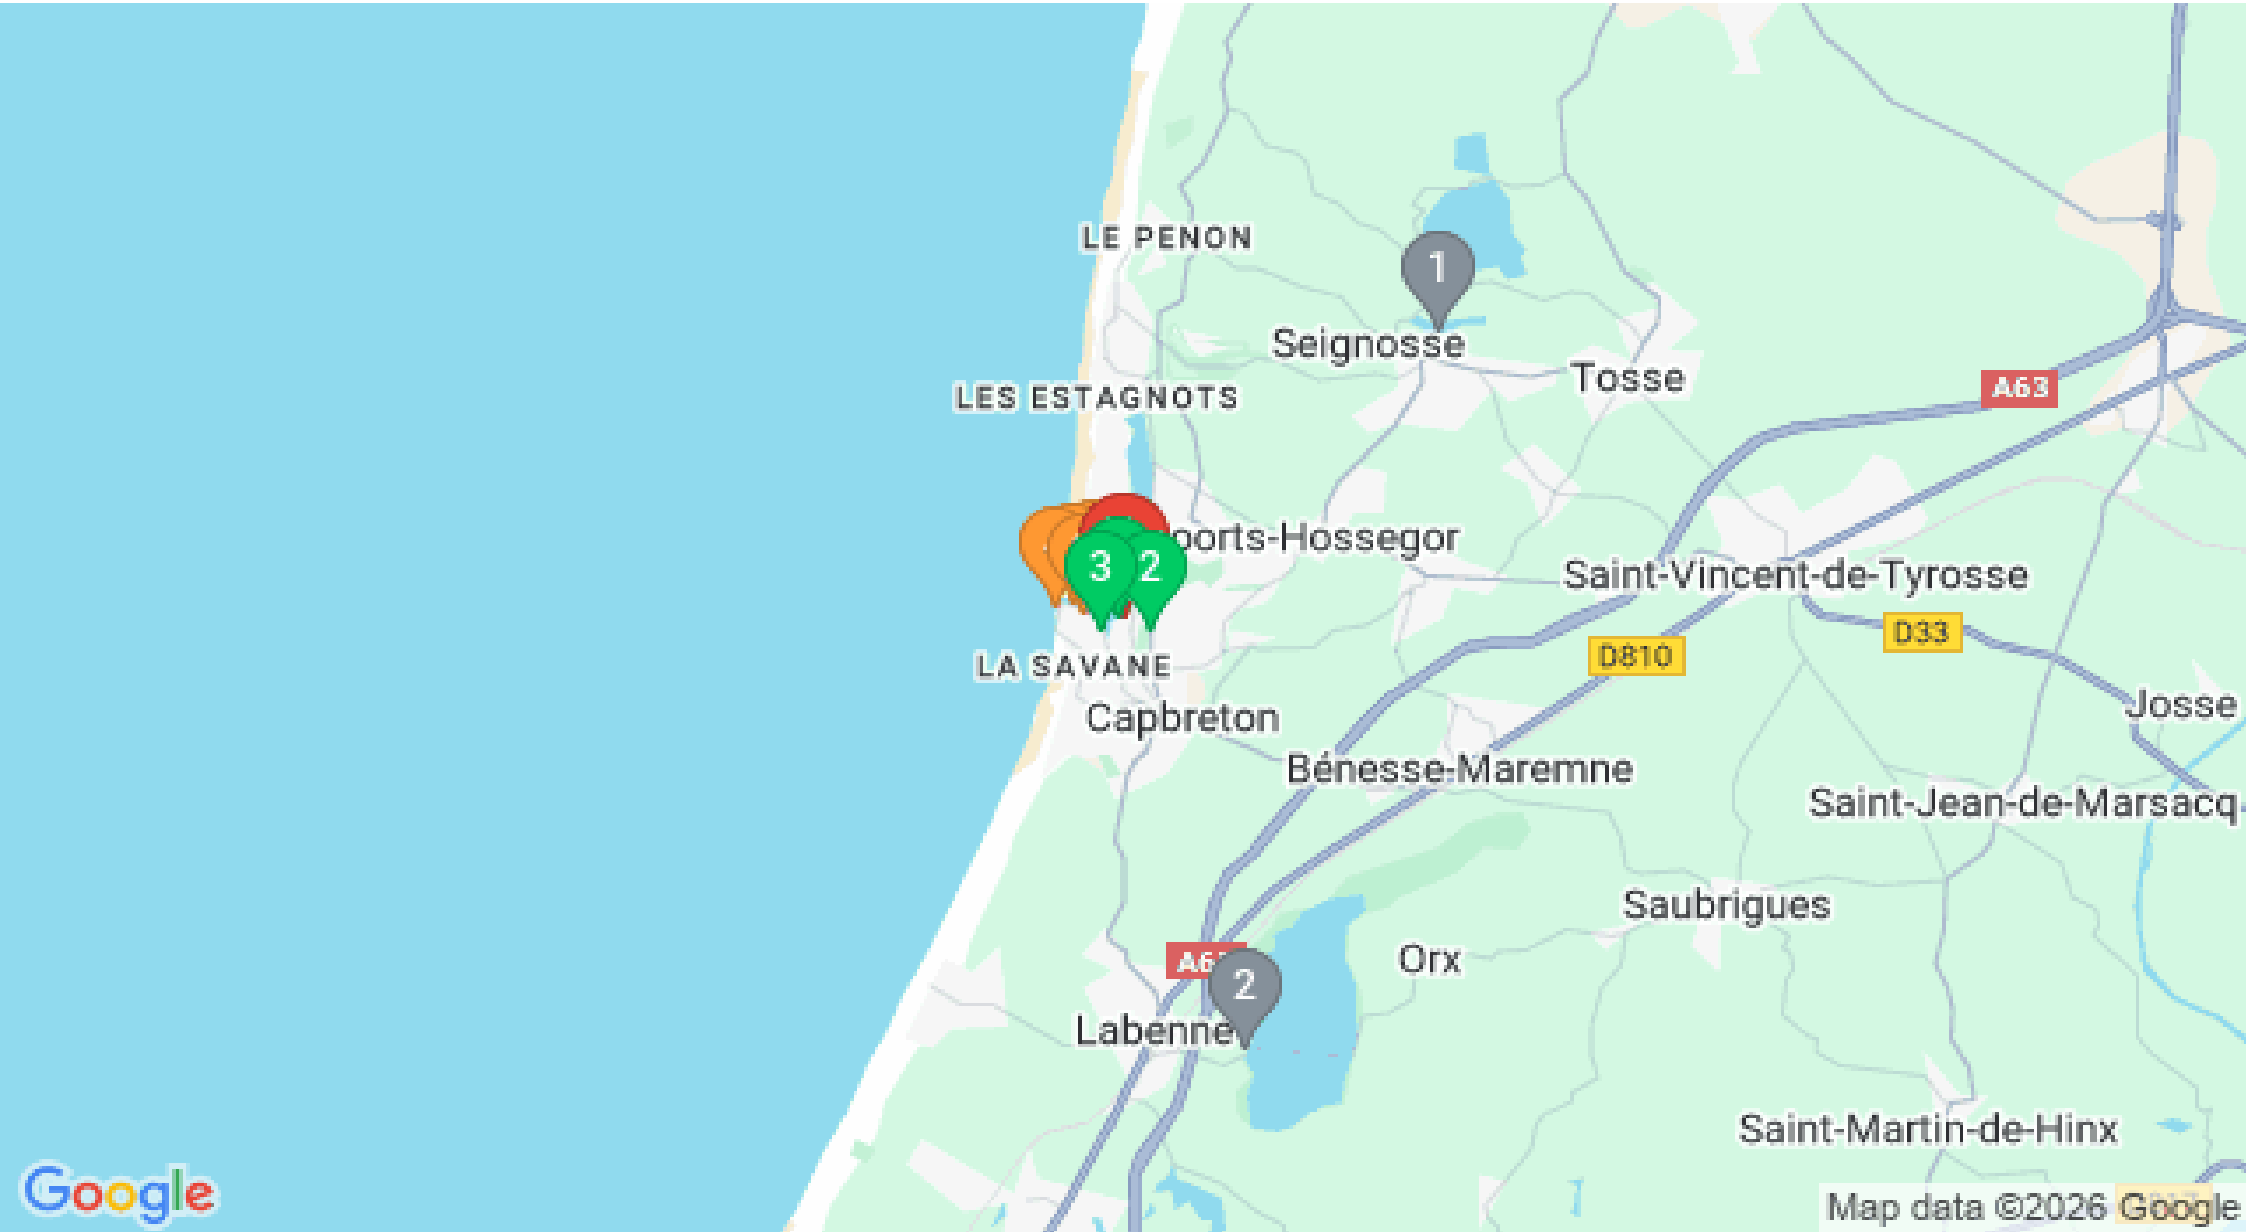 LE PENON
1
Seignosse
Tosse
A63
LES ESTAGNOTS
oorts-Hossegor
3
2
Saint-Vincent-de-Tyrosse
D33
D810
LA SAVANE
Josse
Capbreton
Bénesse-Maremne
Saint-Jean-de-Marsacq
Saubrigues
Orx
A6
2
Labenne
Saint-Martin-de-Hinx
Google
Map data ©2026 Google